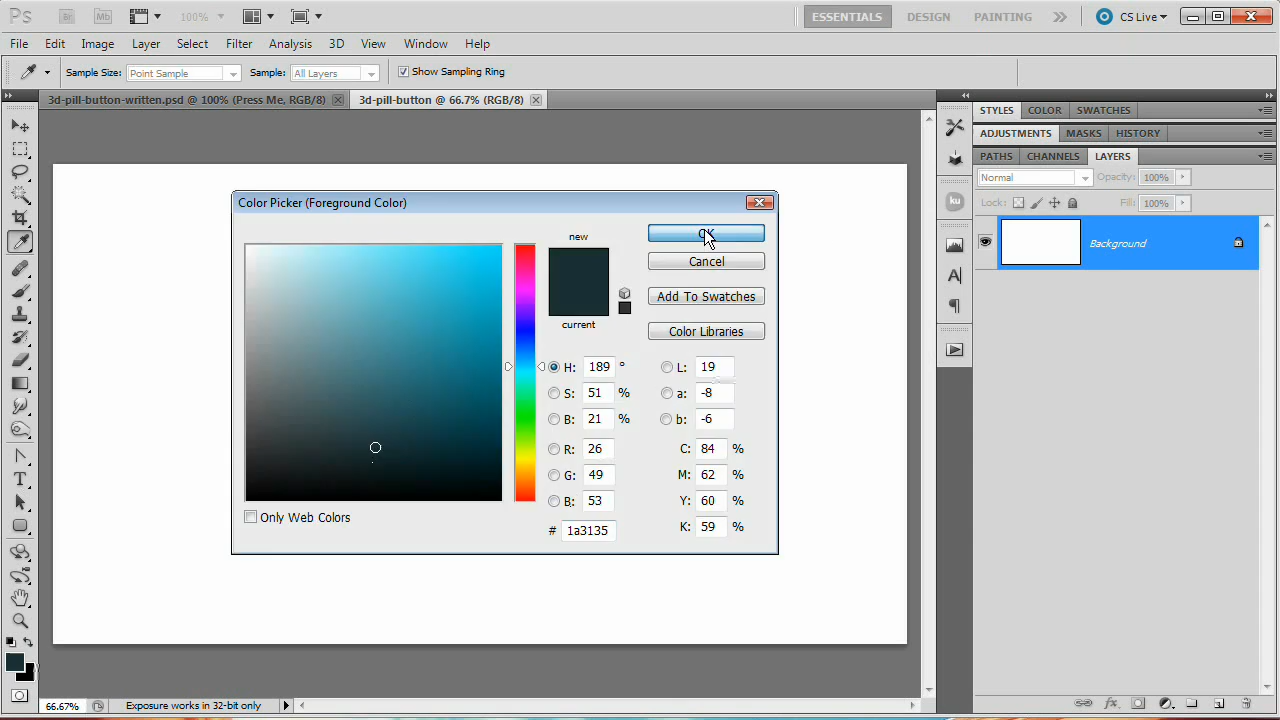 Ps Br Mb 100% ESSENTIALS DESIGN PAINTING CS Live
File Edit Image Layer Select Filter Analysis 3D View Window Help
Sample Size: Point Sample Sample: All Layers Show Sampling Ring
3d-pill-button-written.psd @ 100% (Press Me, RGB/8) 3d-pill-button @ 66.7% (RGB/8)
STYLES COLOR SWATCHES
ADJUSTMENTS MASKS HISTORY
PATHS CHANNELS LAYERS
Normal Opacity: 100%
Lock: Fill: 100%
Background
ku
Color Picker (Foreground Color)
new
current
OK
Cancel
Add To Swatches
Color Libraries
H: 189 ° L: 19
S: 51 % a: -8
B: 21 % b: -6
R: 26 C: 84 %
G: 49 M: 62 %
B: 53 Y: 60 %
# 1a3135 K: 59 %
Only Web Colors
66.67% Exposure works in 32-bit only